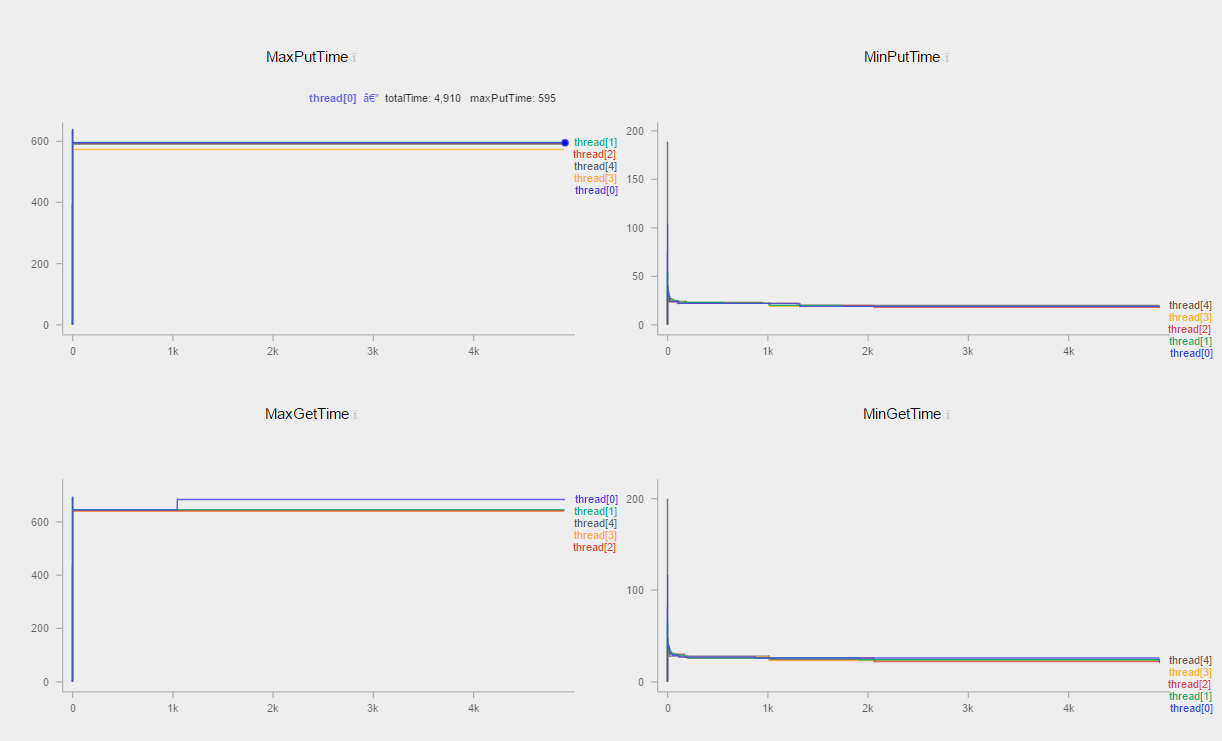 MaxPutTime ï
thread[0] â€” totalTime: 4,910 maxPutTime: 595
600
400
200
0
0 1k 2k 3k 4k
thread[1]
thread[2]
thread[4]
thread[3]
thread[0]
MinPutTime ï
200
150
100
50
0
0 1k 2k 3k 4k
thread[4]
thread[3]
thread[2]
thread[1]
thread[0]
MaxGetTime ï
600
400
200
0
0 1k 2k 3k 4k
thread[0]
thread[1]
thread[4]
thread[3]
thread[2]
MinGetTime ï
200
100
0
0 1k 2k 3k 4k
thread[4]
thread[3]
thread[2]
thread[1]
thread[0]